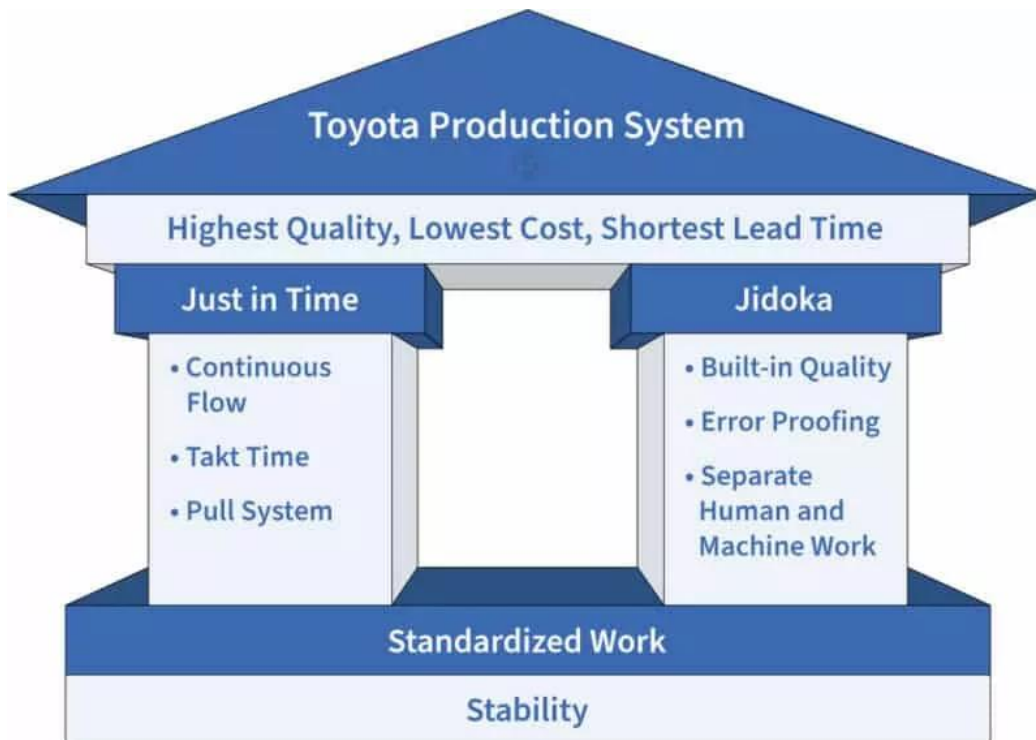 Toyota Production System
Highest Quality, Lowest Cost, Shortest Lead Time
Just in Time
• Continuous
Flow
• Takt Time
• Pull System
Jidoka
• Built-in Quality
• Error Proofing
• Separate
Human and
Machine Work
Standardized Work
Stability